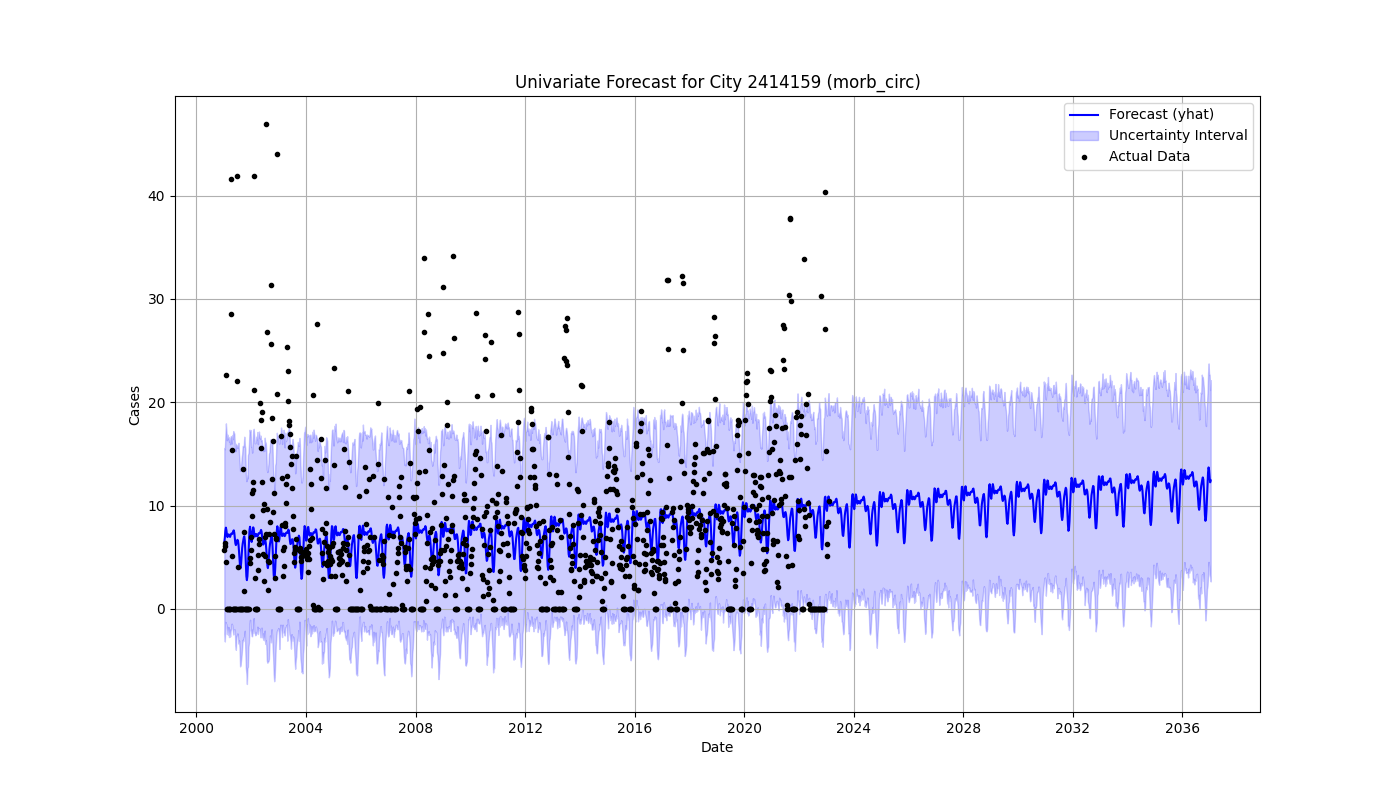 Univariate Forecast for City 2414159 (morb_circ)
Forecast (yhat)
Uncertainty Interval
Actual Data
Cases
40
30
20
10
0
2000 2004 2008 2012 2016 2020 2024 2028 2032 2036
Date